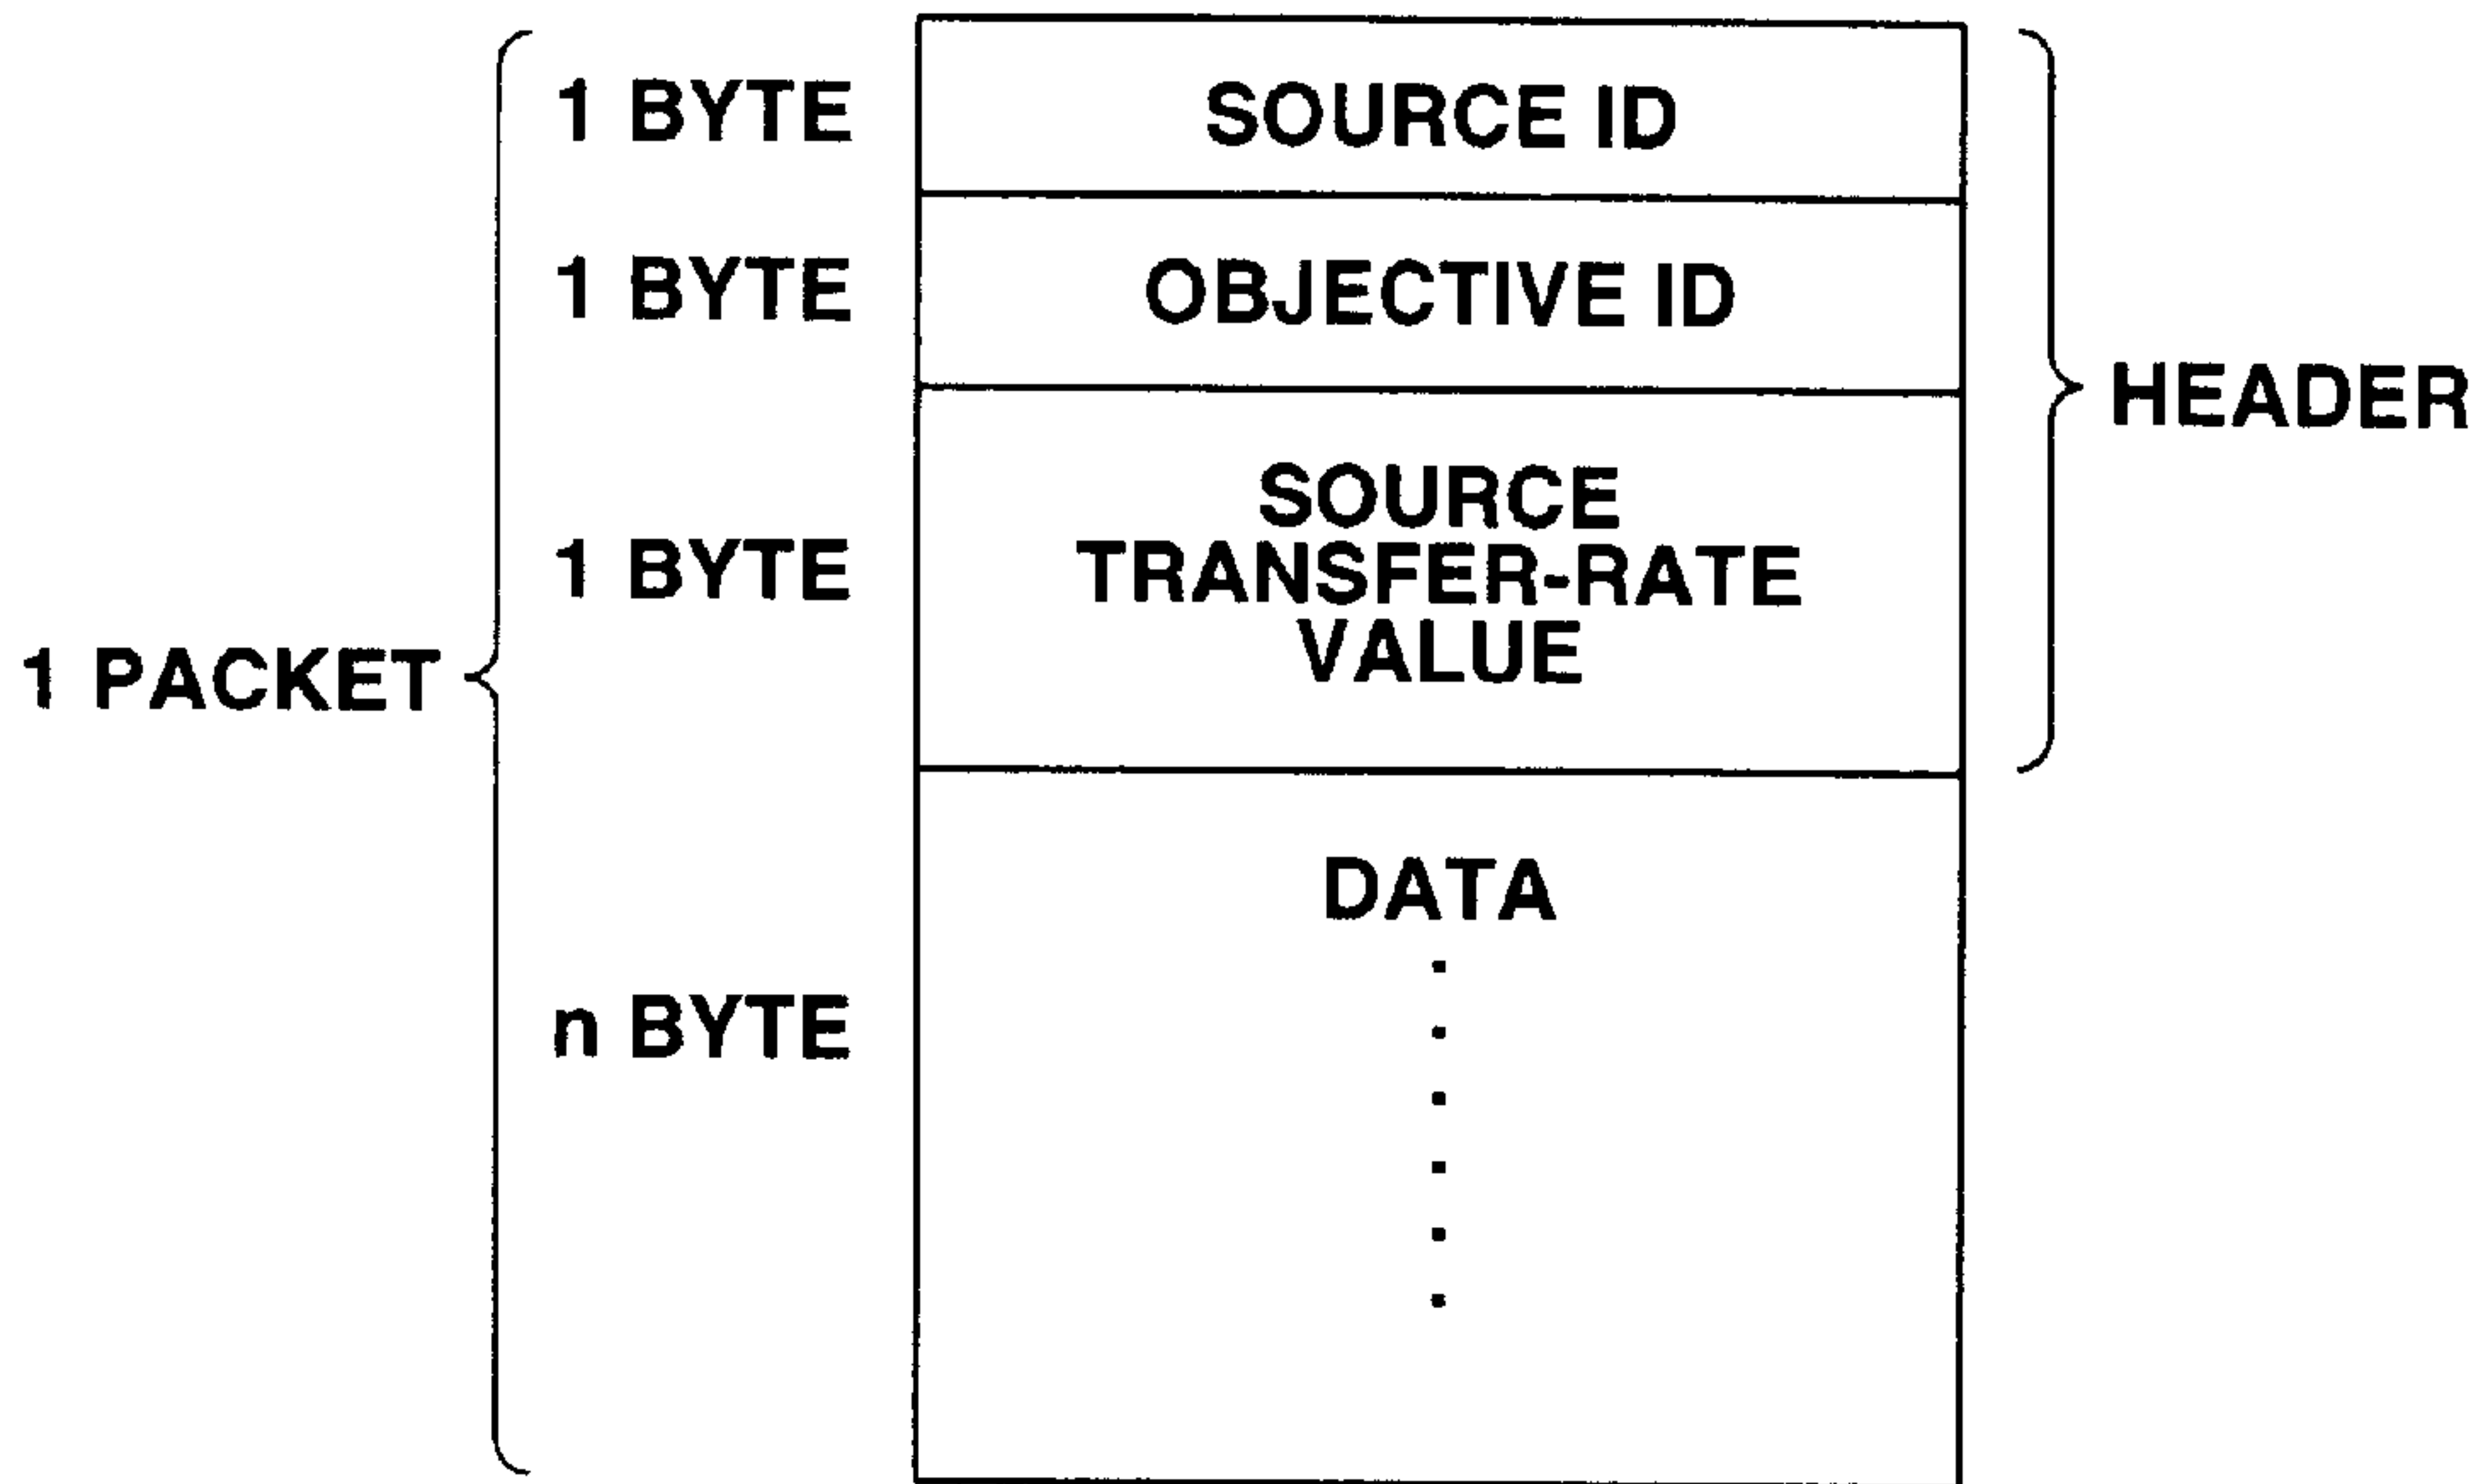 1 BYTE
SOURCE ID
1 BYTE
OBJECTIVE ID
HEADER
SOURCE
1 BYTE
TRANSFER-RATE
VALUE
1 PACKET
DATA
n BYTE